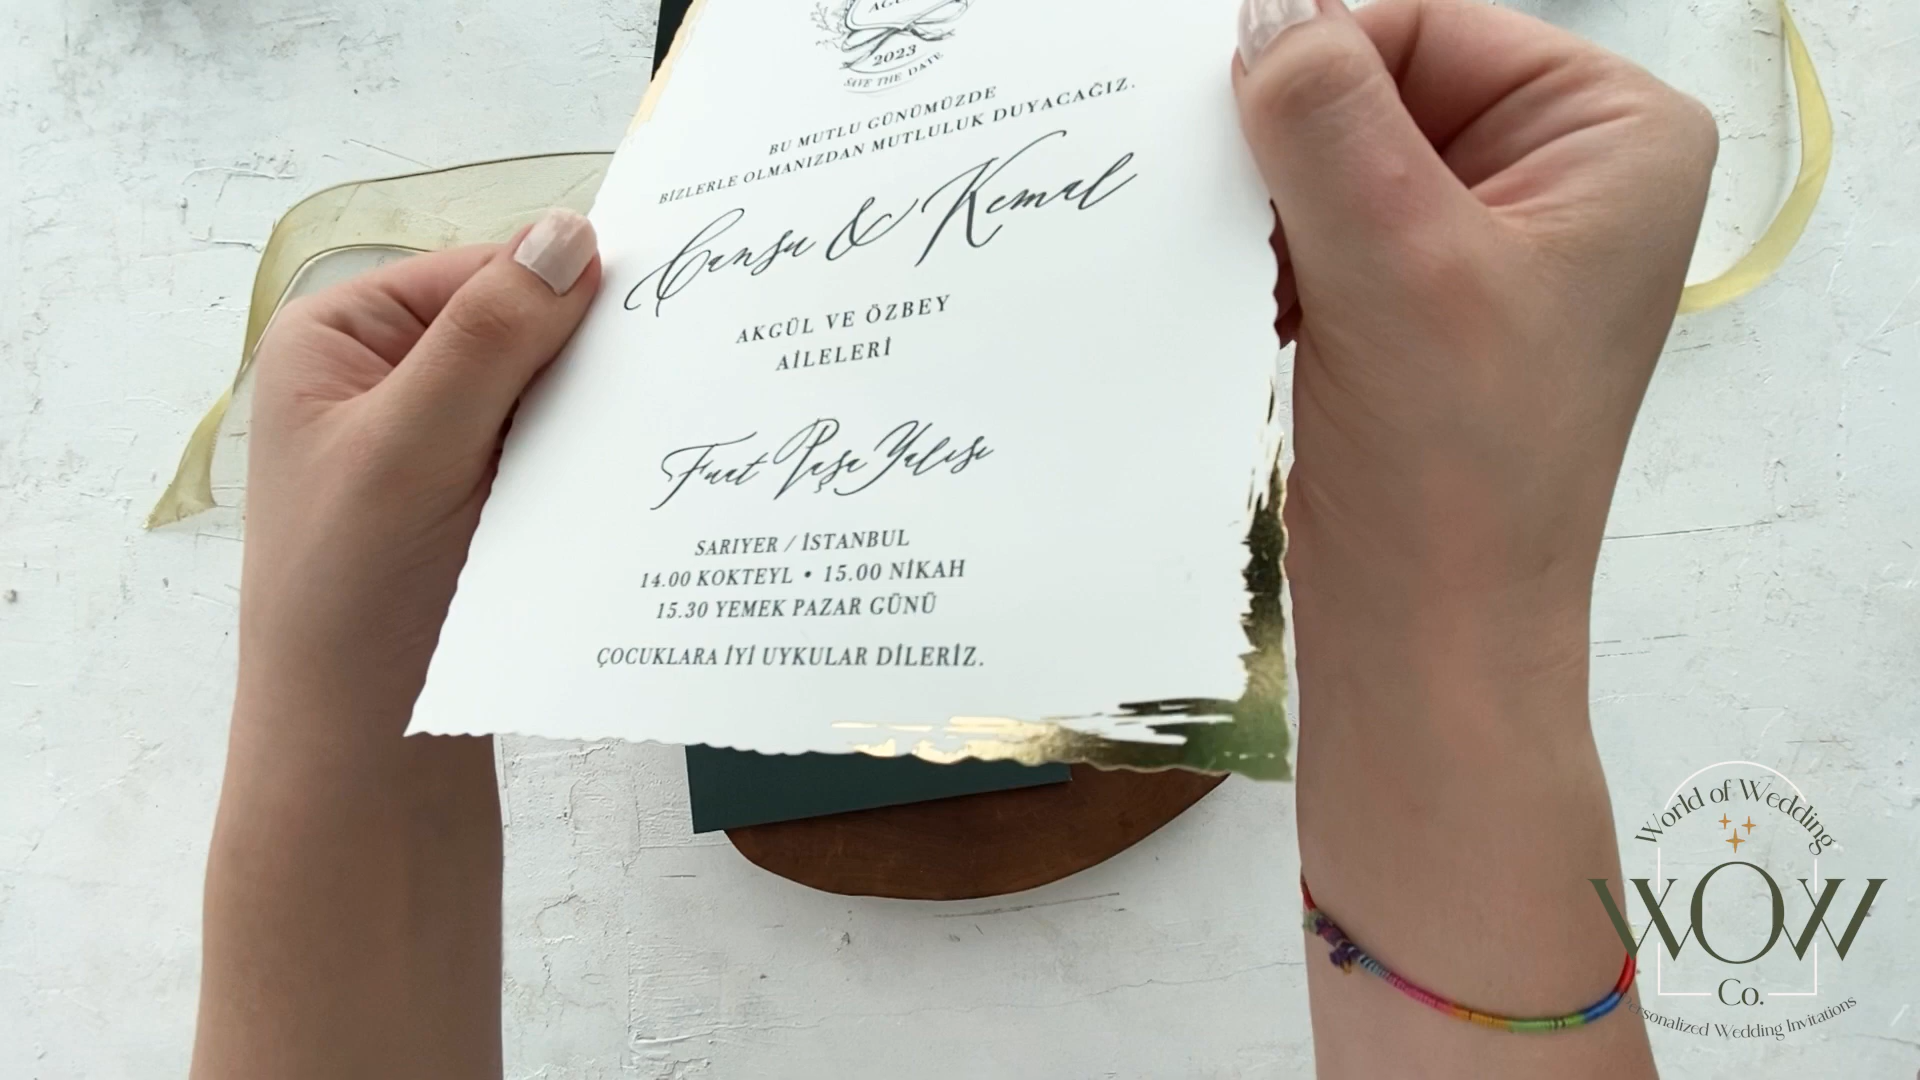 2023
SAVE THE DATE
BU MUTLU GÜNÜMÜZDE
BİZLERLE OLMANIZDAN MUTLULUK DUYACAĞIZ.
Cansu & Kemal
AKGÜL VE ÖZBEY
AİLELERİ
Fuat Paşa Yalısı
SARIYER / İSTANBUL
14.00 KOKTEYL • 15.00 NİKAH
15.30 YEMEK PAZAR GÜNÜ
ÇOCUKLARA İYİ UYKULAR DİLERİZ.
World of Wedding
WOW
Co.
Personalized Wedding Invitations